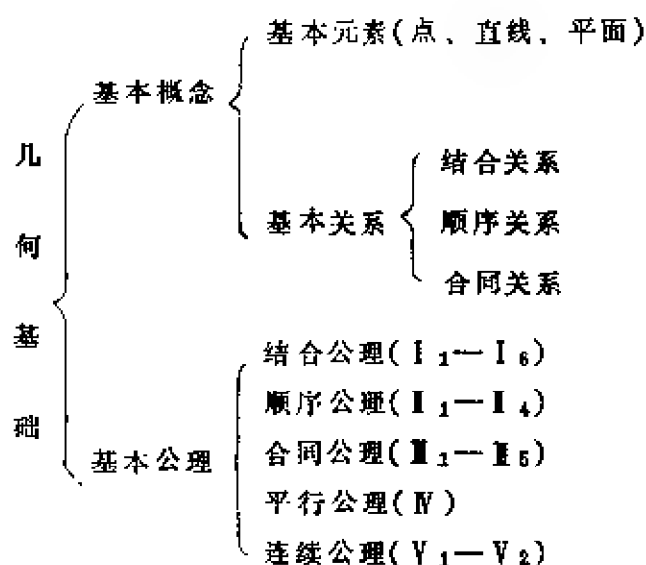 几何基础
基本概念
基本元素(点、直线、平面)
基本关系
结合关系
顺序关系
合同关系
基本公理
结合公理(Ⅰ₁—Ⅰ₆)
顺序公理(Ⅱ₁—Ⅱ₄)
合同公理(Ⅲ₁—Ⅲ₅)
平行公理(Ⅳ)
连续公理(Ⅴ₁—Ⅴ₂)